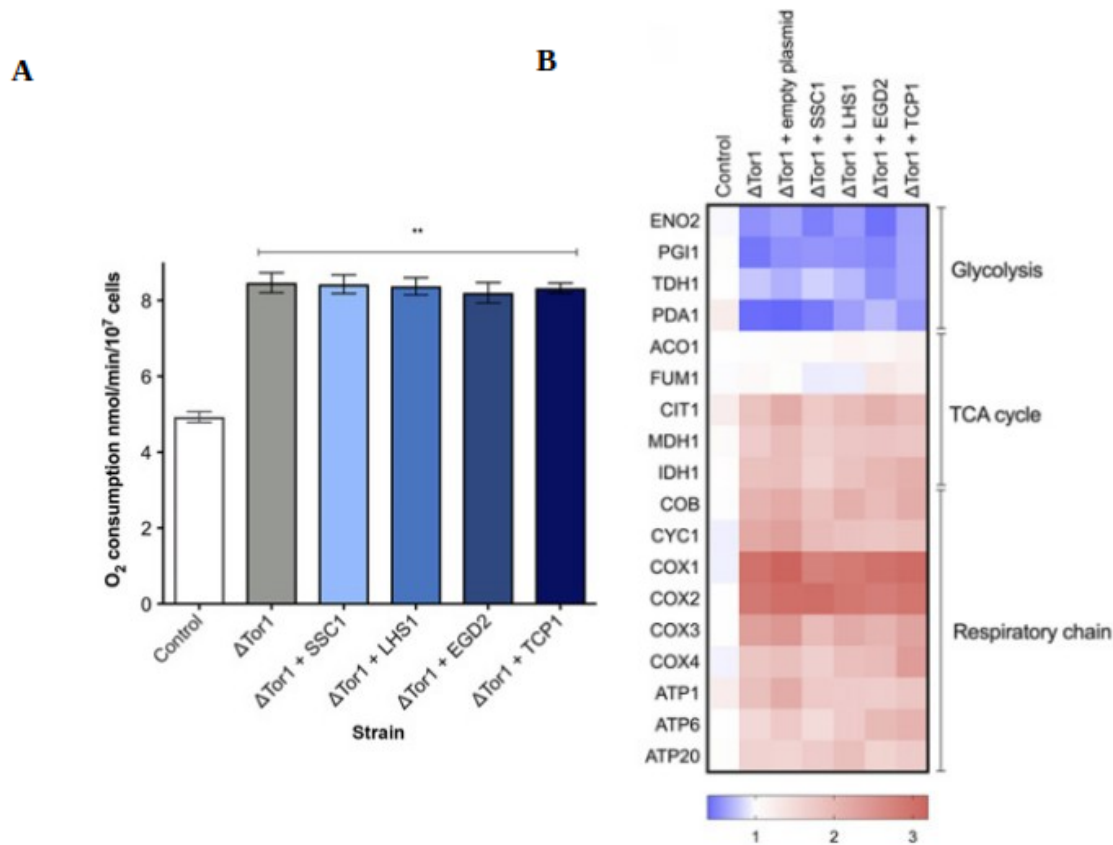 A
O₂ consumption nmol/min/10⁷ cells
8
6
4
2
0
**
Control
ΔTor1
ΔTor1 + SSC1
ΔTor1 + LHS1
ΔTor1 + EGD2
ΔTor1 + TCP1
Strain
B
Control
ΔTor1
ΔTor1 + empty plasmid
ΔTor1 + SSC1
ΔTor1 + LHS1
ΔTor1 + EGD2
ΔTor1 + TCP1
ENO2
PGI1
TDH1
PDA1
ACO1
FUM1
CIT1
MDH1
IDH1
COB
CYC1
COX1
COX2
COX3
COX4
ATP1
ATP6
ATP20
Glycolysis
TCA cycle
Respiratory chain
1 2 3